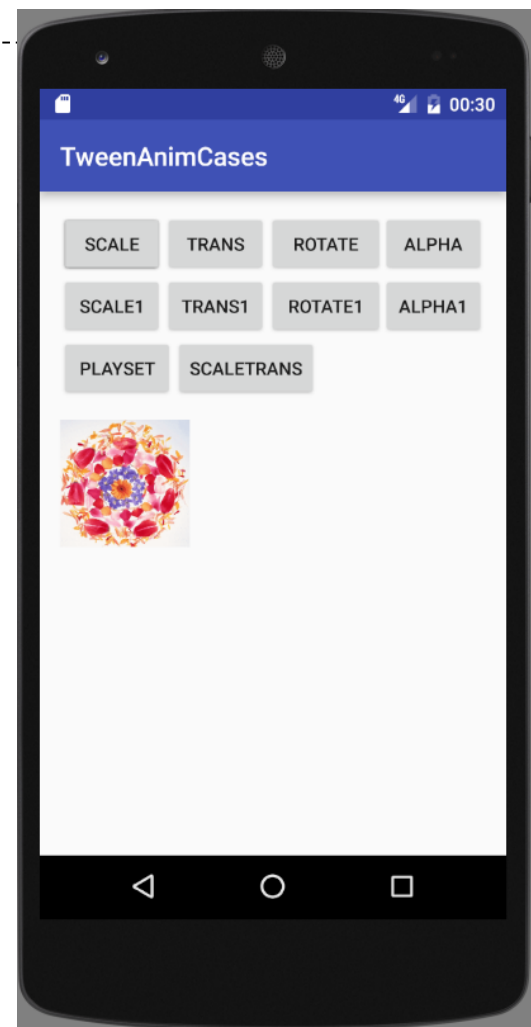 4G 00:30
TweenAnimCases
SCALE TRANS ROTATE ALPHA
SCALE1 TRANS1 ROTATE1 ALPHA1
PLAYSET SCALETRANS